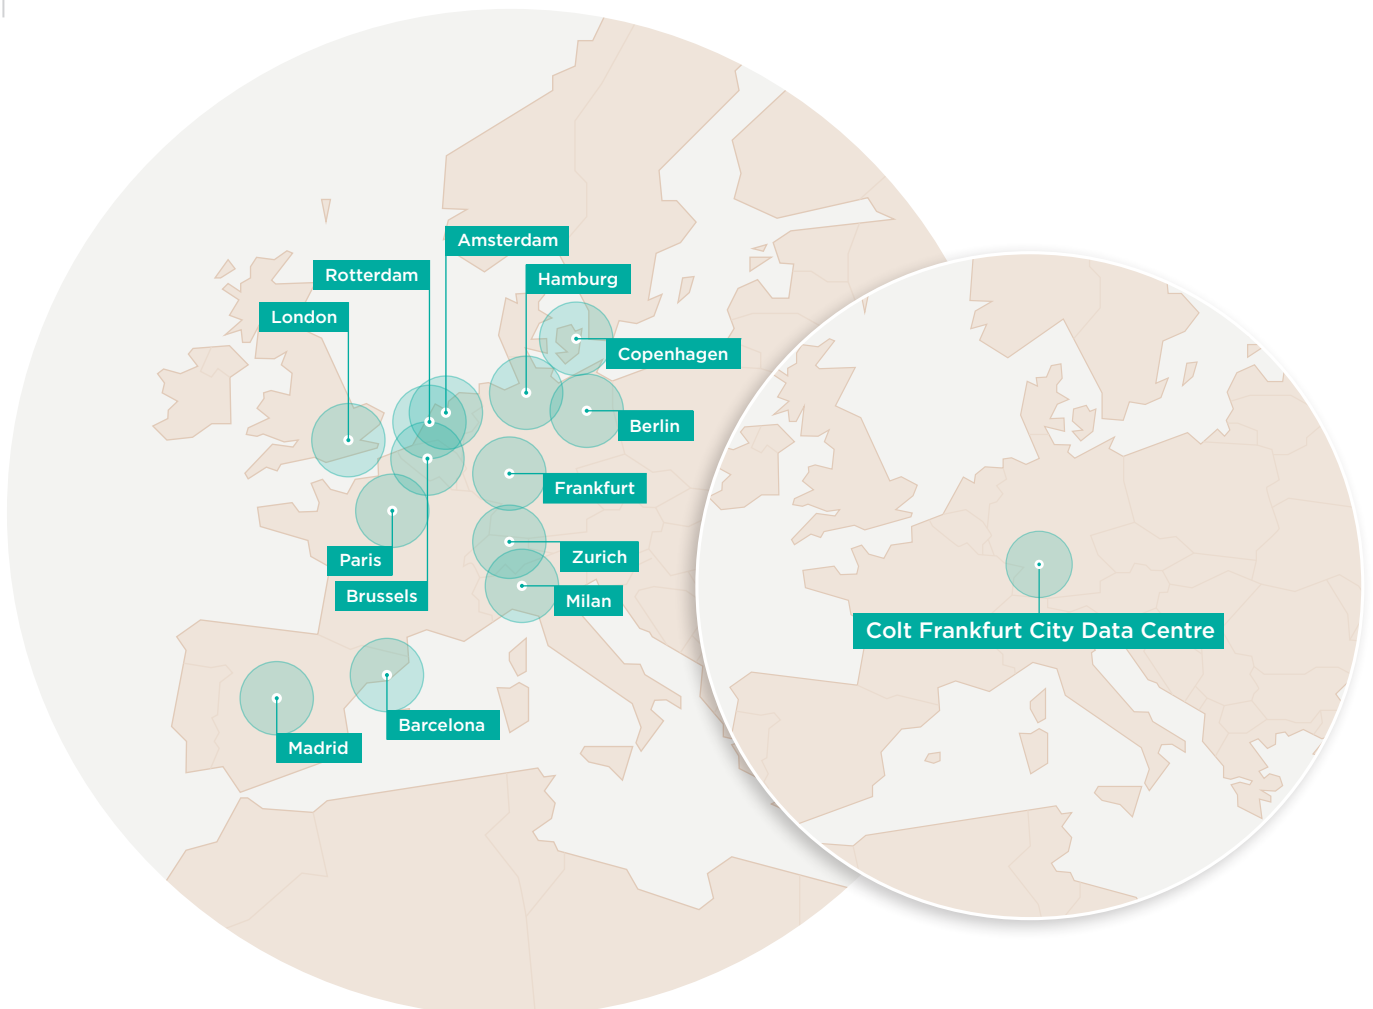 Amsterdam
Rotterdam
Hamburg
London
Copenhagen
Berlin
Frankfurt
Paris
Zurich
Brussels
Milan
Barcelona
Madrid
Colt Frankfurt City Data Centre